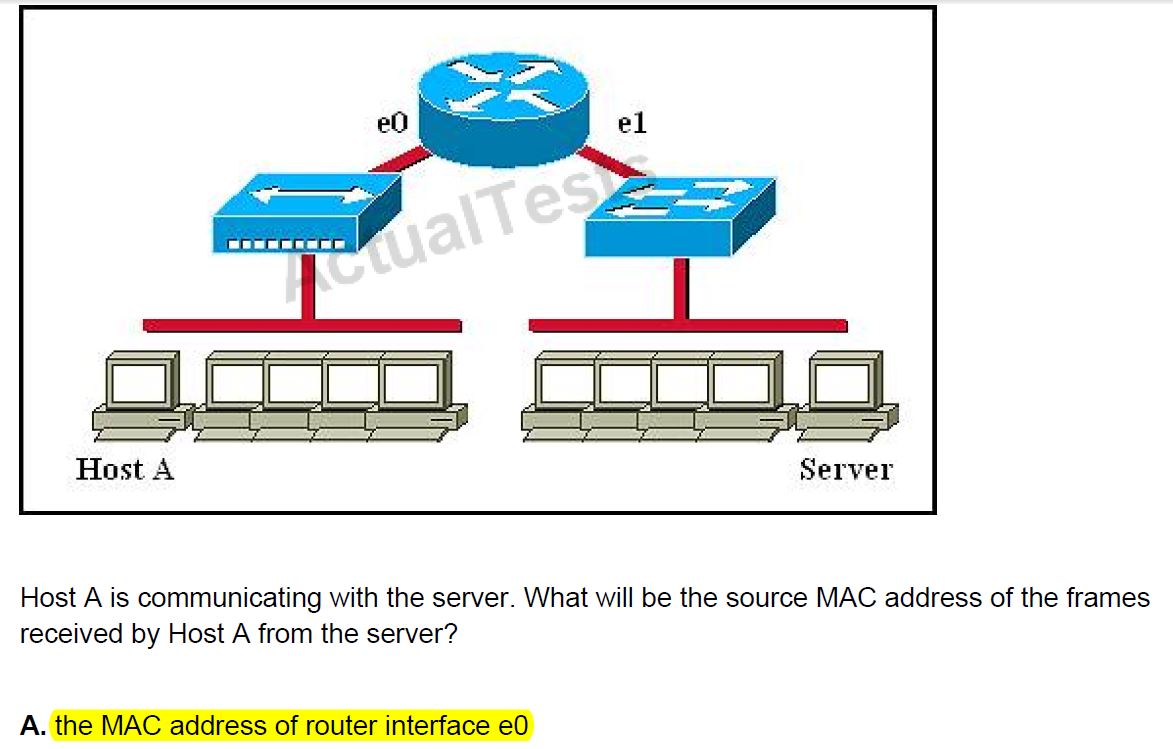 e0
e1
ActualTests
Host A
Server
Host A is communicating with the server. What will be the source MAC address of the frames
received by Host A from the server?
A. the MAC address of router interface e0